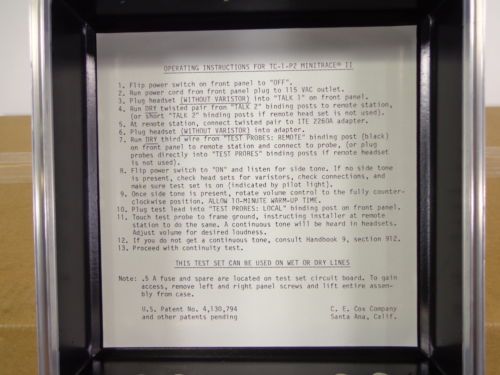 OPERATING INSTRUCTIONS FOR TC-1-PZ MINITRACE® II
1. Flip power switch on front panel to "OFF".
2. Run power cord from front panel plug to 115 VAC outlet.
3. Plug headset (WITHOUT VARISTOR) into "TALK 1" on front panel.
4. Run DRY twisted pair from "TALK 2" binding posts to remote station,
(or short "TALK 2" binding posts if remote head set is not used).
5. At remote station, connect twisted pair to ITE 2260A adapter.
6. Plug headset (WITHOUT VARISTOR) into adapter.
7. Run DRY third wire from "TEST PROBES: REMOTE" binding post (black)
on front panel to remote station and connect to probe, (or plug
probes directly into "TEST PROBES" binding posts if remote headset
is not used).
8. Flip power switch to "ON" and listen for side tone. If no side tone
is present, check head sets for varistors, check connections, and
make sure test set is on (indicated by pilot light).
9. Once side tone is present, rotate volume control to the fully counter-
clockwise position. ALLOW 10-MINUTE WARM-UP TIME.
10. Plug test lead into "TEST PROBES: LOCAL" binding post on front panel.
11. Touch test probe to frame ground, instructing installer at remote
station to do the same. A continuous tone will be heard in headsets.
Adjust volume for desired loudness.
12. If you do not get a continuous tone, consult Handbook 9, section 912.
13. Proceed with continuity test.
THIS TEST SET CAN BE USED ON WET OR DRY LINES
Note: .5 A fuse and spare are located on test set circuit board. To gain
access, remove left and right panel screws and lift entire assem-
bly from case.
U.S. Patent No. 4,130,794
and other patents pending
C. E. Cox Company
Santa Ana, Calif.